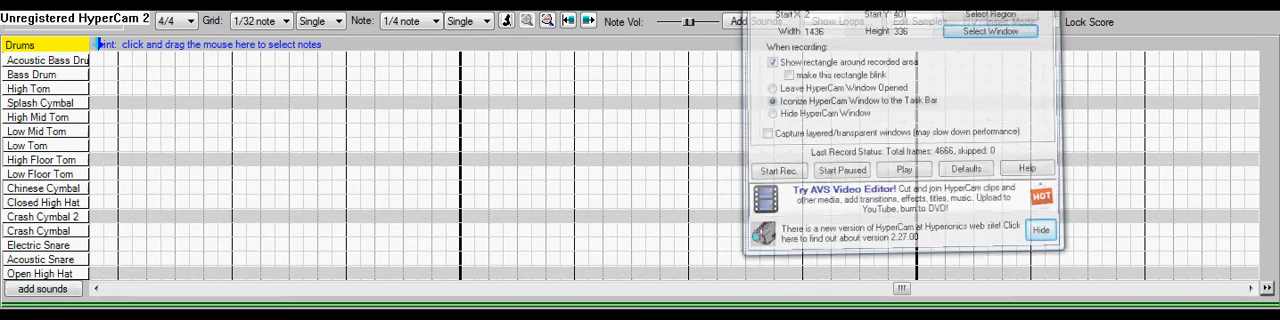 Unregistered HyperCam 2
4/4 Grid: 1/32 note Single Note: 1/4 note Single Note Vol: Add Sounds Show Loops Edit Samples Insert Mode Lock Score
Start X 2 Start Y 401 Select Region
Width 1436 Height 336 Select Window
When recording:
Show rectangle around recorded area
make this rectangle blink
Leave HyperCam Window Opened
Iconize HyperCam Window to the Task Bar
Hide HyperCam Window
Capture layered/transparent windows (may slow down performance)
Last Record Status: Total frames: 4666, skipped: 0
Start Rec. Start Paused Play Defaults Help
Try AVS Video Editor! Cut and join HyperCam clips and
other media, add transitions, effects, titles, music. Upload to
YouTube, burn to DVD!
HOT
There is a new version of HyperCam at Hyperionics web site! Click
here to find out about version 2.27.00
Hide
Drums
hint: click and drag the mouse here to select notes
Acoustic Bass Dru
Bass Drum
High Tom
Splash Cymbal
High Mid Tom
Low Mid Tom
Low Tom
High Floor Tom
Low Floor Tom
Chinese Cymbal
Closed High Hat
Crash Cymbal 2
Crash Cymbal
Electric Snare
Acoustic Snare
Open High Hat
add sounds